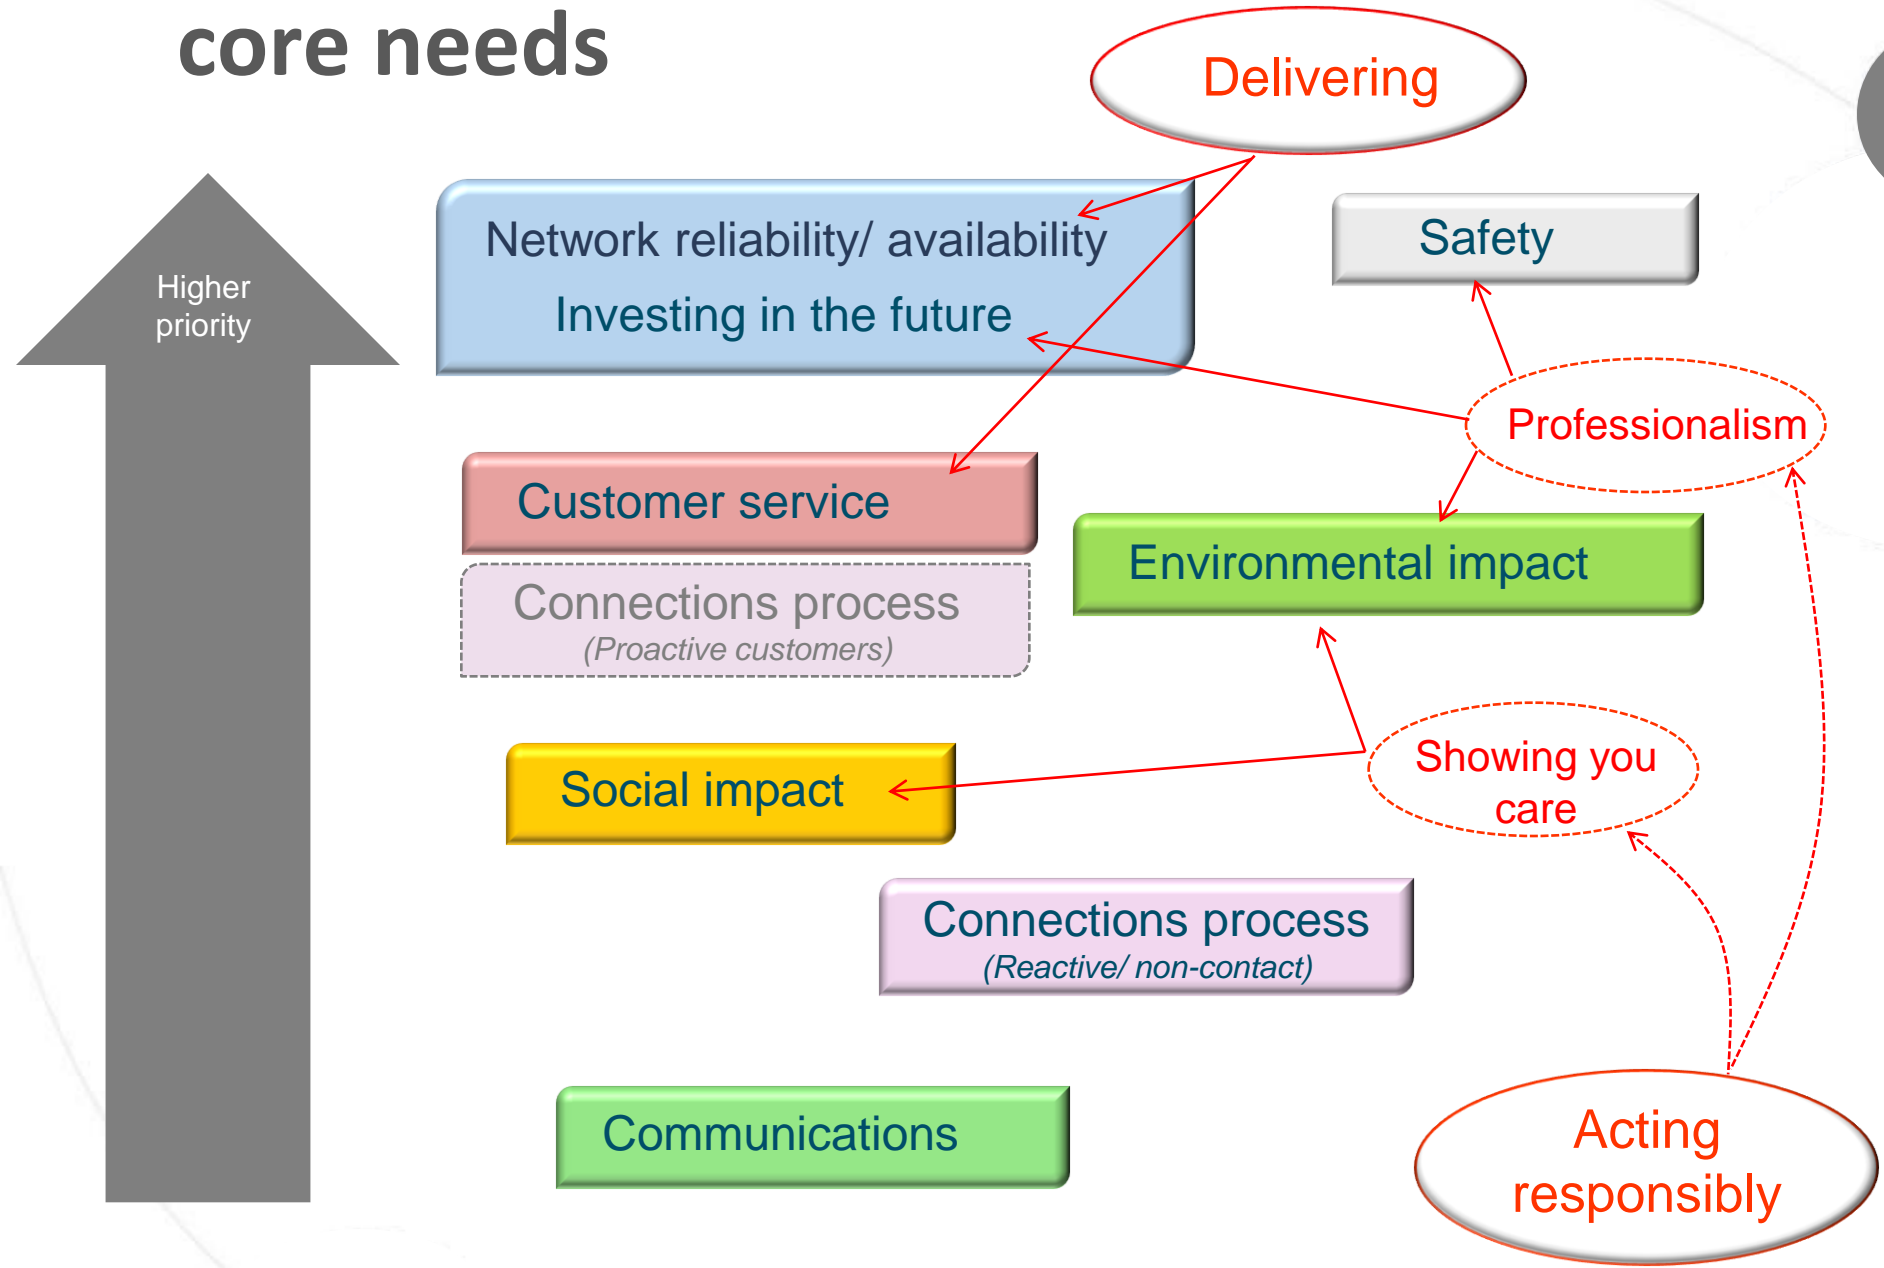 core needs
Delivering
Higher
priority
Network reliability/ availability
Investing in the future
Safety
Professionalism
Customer service
Environmental impact
Connections process
(Proactive customers)
Social impact
Showing you
care
Connections process
(Reactive/ non-contact)
Communications
Acting
responsibly